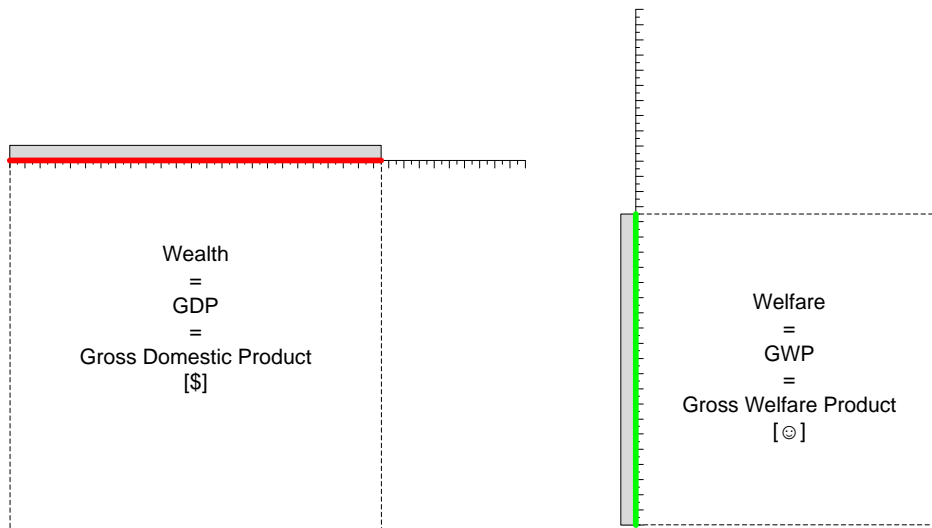 Wealth
=
GDP
=
Gross Domestic Product
[$]
Welfare
=
GWP
=
Gross Welfare Product
[☺]